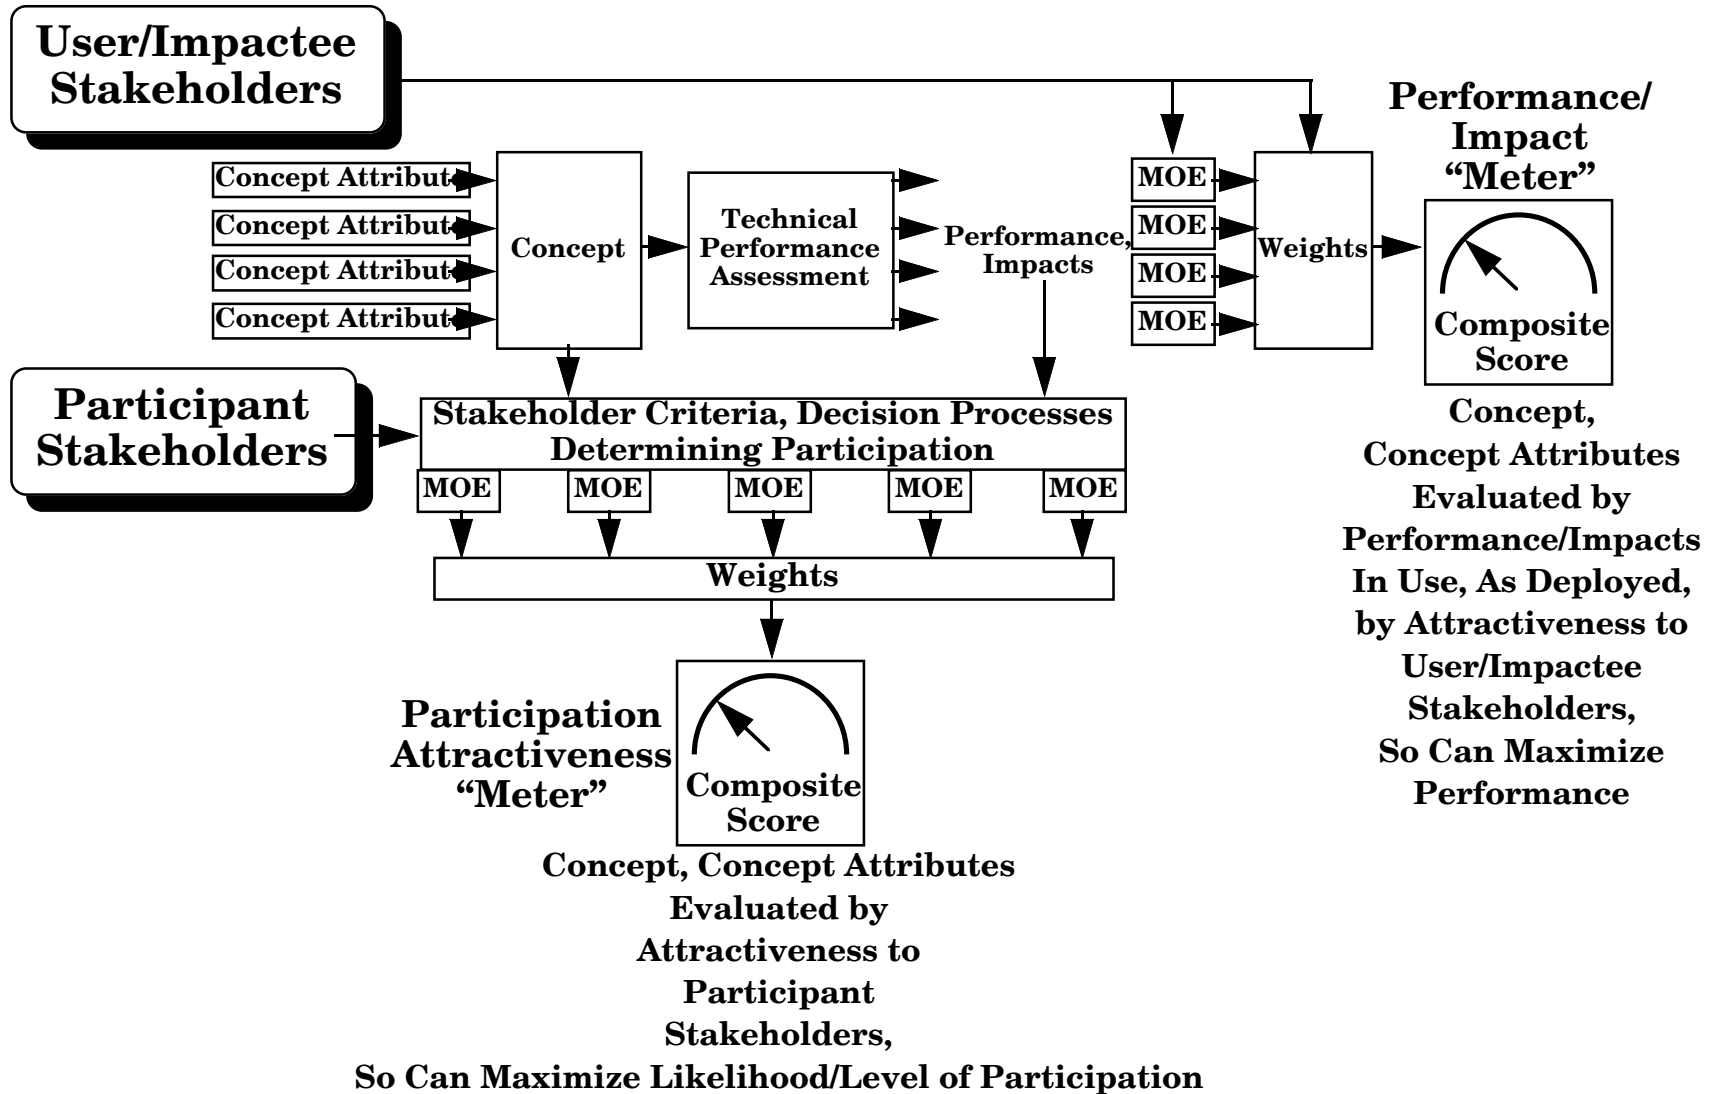 User/Impactee
Stakeholders
Performance/
Impact
“Meter”
Concept Attribute
Concept Attribute
Concept Attribute
Concept Attribute
Concept
Technical
Performance
Assessment
Performance,
Impacts
MOE
MOE
MOE
MOE
Weights
Composite
Score
Participant
Stakeholders
Stakeholder Criteria, Decision Processes
Determining Participation
MOE
MOE
MOE
MOE
MOE
Weights
Concept,
Concept Attributes
Evaluated by
Performance/Impacts
In Use, As Deployed,
by Attractiveness to
User/Impactee
Stakeholders,
So Can Maximize
Performance
Participation
Attractiveness
“Meter”
Composite
Score
Concept, Concept Attributes
Evaluated by
Attractiveness to
Participant
Stakeholders,
So Can Maximize Likelihood/Level of Participation